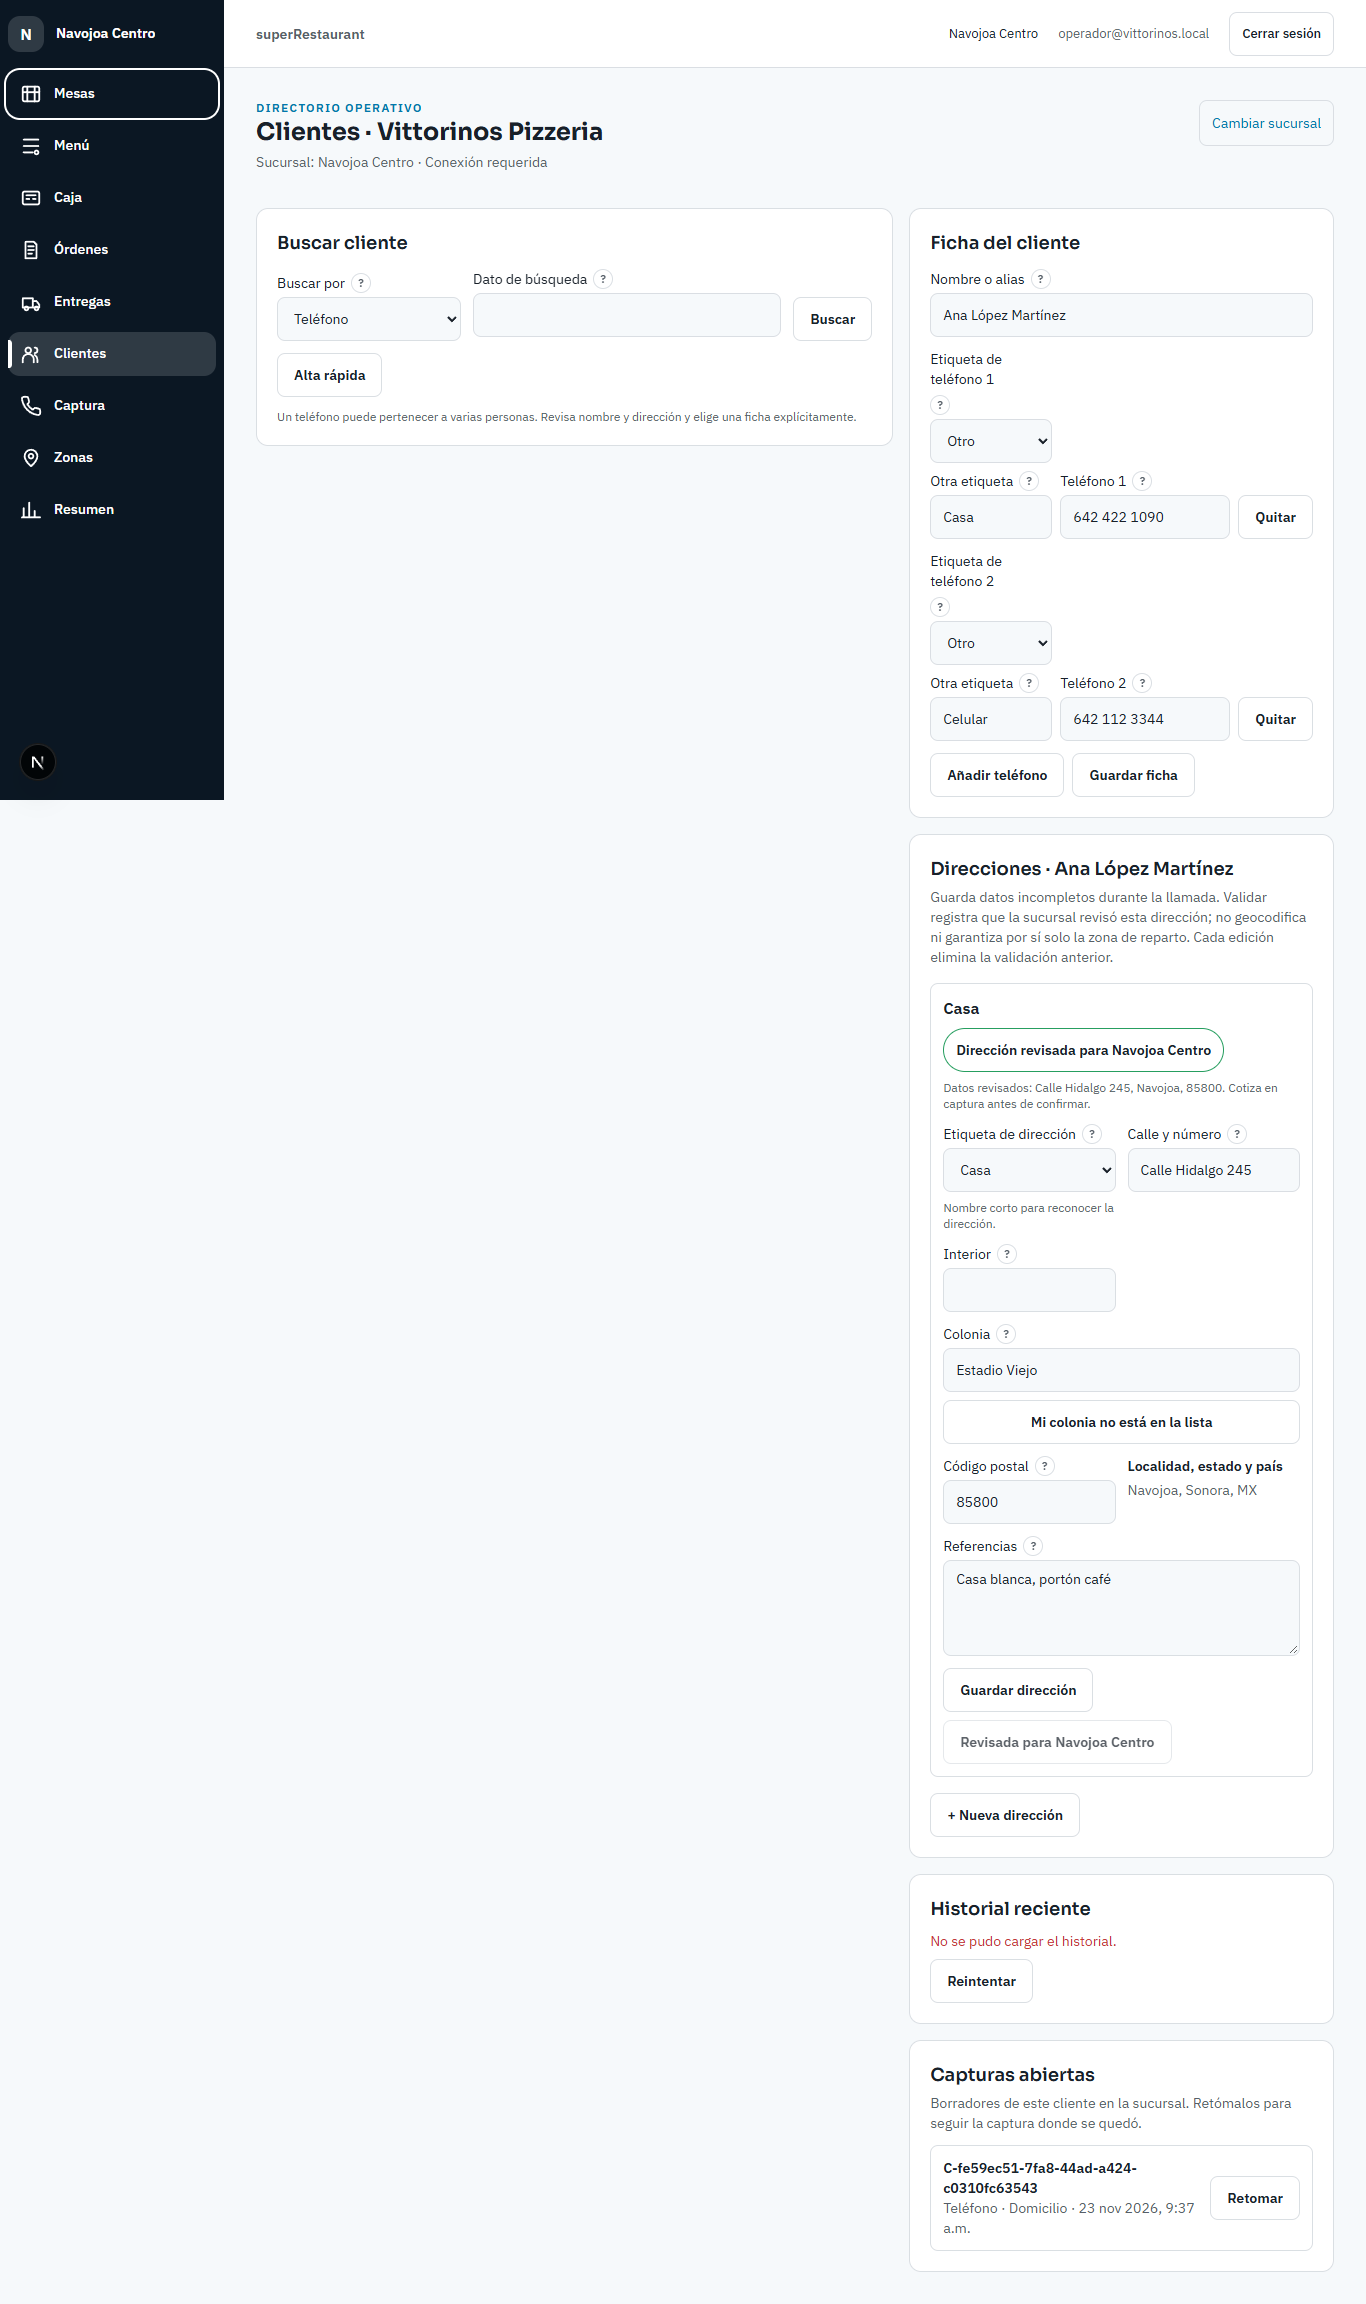 N Navojoa Centro
Mesas
Menú
Caja
Órdenes
Entregas
Clientes
Captura
Zonas
Resumen
N
superRestaurant
Navojoa Centro operador@vittorinos.local Cerrar sesión
DIRECTORIO OPERATIVO
Clientes · Vittorinos Pizzeria
Sucursal: Navojoa Centro · Conexión requerida
Cambiar sucursal
Buscar cliente
Buscar por ? Dato de búsqueda ?
Teléfono Buscar
Alta rápida
Un teléfono puede pertenecer a varias personas. Revisa nombre y dirección y elige una ficha explícitamente.
Ficha del cliente
Nombre o alias ?
Ana López Martínez
Etiqueta de
teléfono 1
?
Otro
Otra etiqueta ? Teléfono 1 ?
Casa 642 422 1090 Quitar
Etiqueta de
teléfono 2
?
Otro
Otra etiqueta ? Teléfono 2 ?
Celular 642 112 3344 Quitar
Añadir teléfono Guardar ficha
Direcciones · Ana López Martínez
Guarda datos incompletos durante la llamada. Validar
registra que la sucursal revisó esta dirección; no geocodifica
ni garantiza por sí solo la zona de reparto. Cada edición
elimina la validación anterior.
Casa
Dirección revisada para Navojoa Centro
Datos revisados: Calle Hidalgo 245, Navojoa, 85800. Cotiza en
captura antes de confirmar.
Etiqueta de dirección ? Calle y número ?
Casa Calle Hidalgo 245
Nombre corto para reconocer la
dirección.
Interior ?
Colonia ?
Estadio Viejo
Mi colonia no está en la lista
Código postal ? Localidad, estado y país
85800 Navojoa, Sonora, MX
Referencias ?
Casa blanca, portón café
Guardar dirección
Revisada para Navojoa Centro
+ Nueva dirección
Historial reciente
No se pudo cargar el historial.
Reintentar
Capturas abiertas
Borradores de este cliente en la sucursal. Retómalos para
seguir la captura donde se quedó.
C-fe59ec51-7fa8-44ad-a424-
c0310fc63543
Teléfono · Domicilio · 23 nov 2026, 9:37
a.m.
Retomar